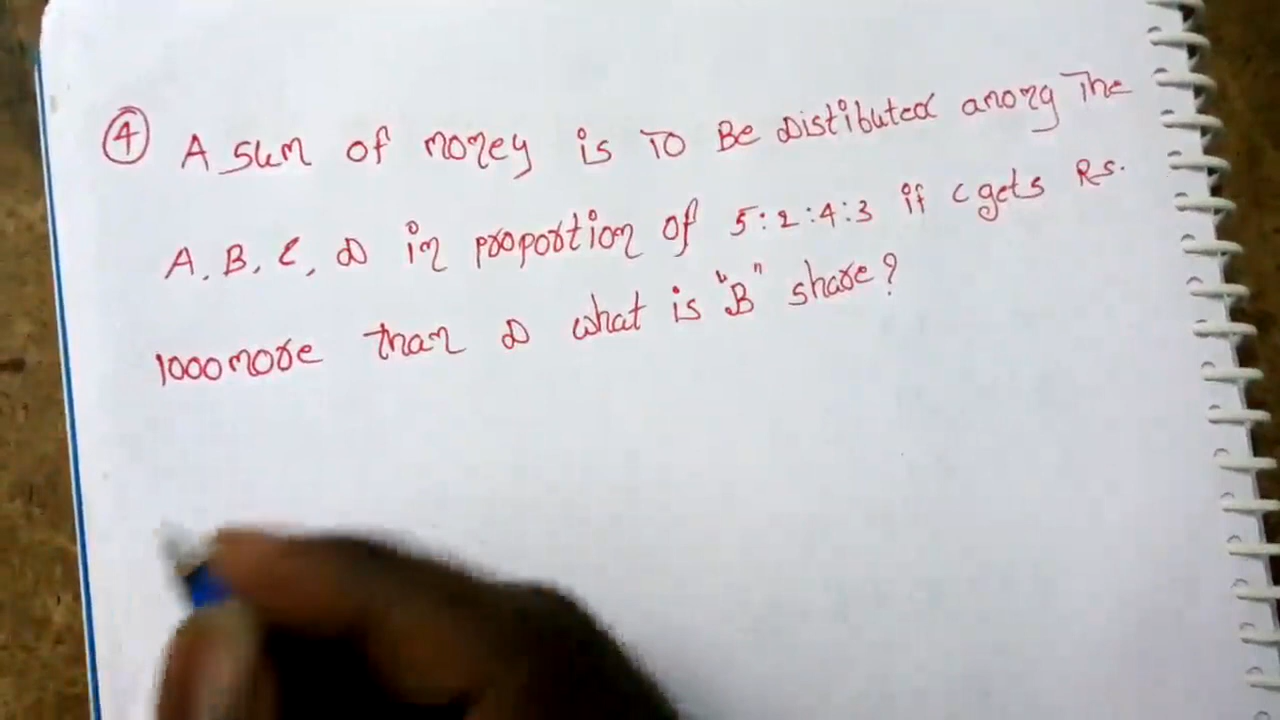 ④ A sum of money is To Be Distibuted among The
A, B, C, D in proportion of 5:2:4:3 if C gets Rs.
1000 more than D what is "B" share?